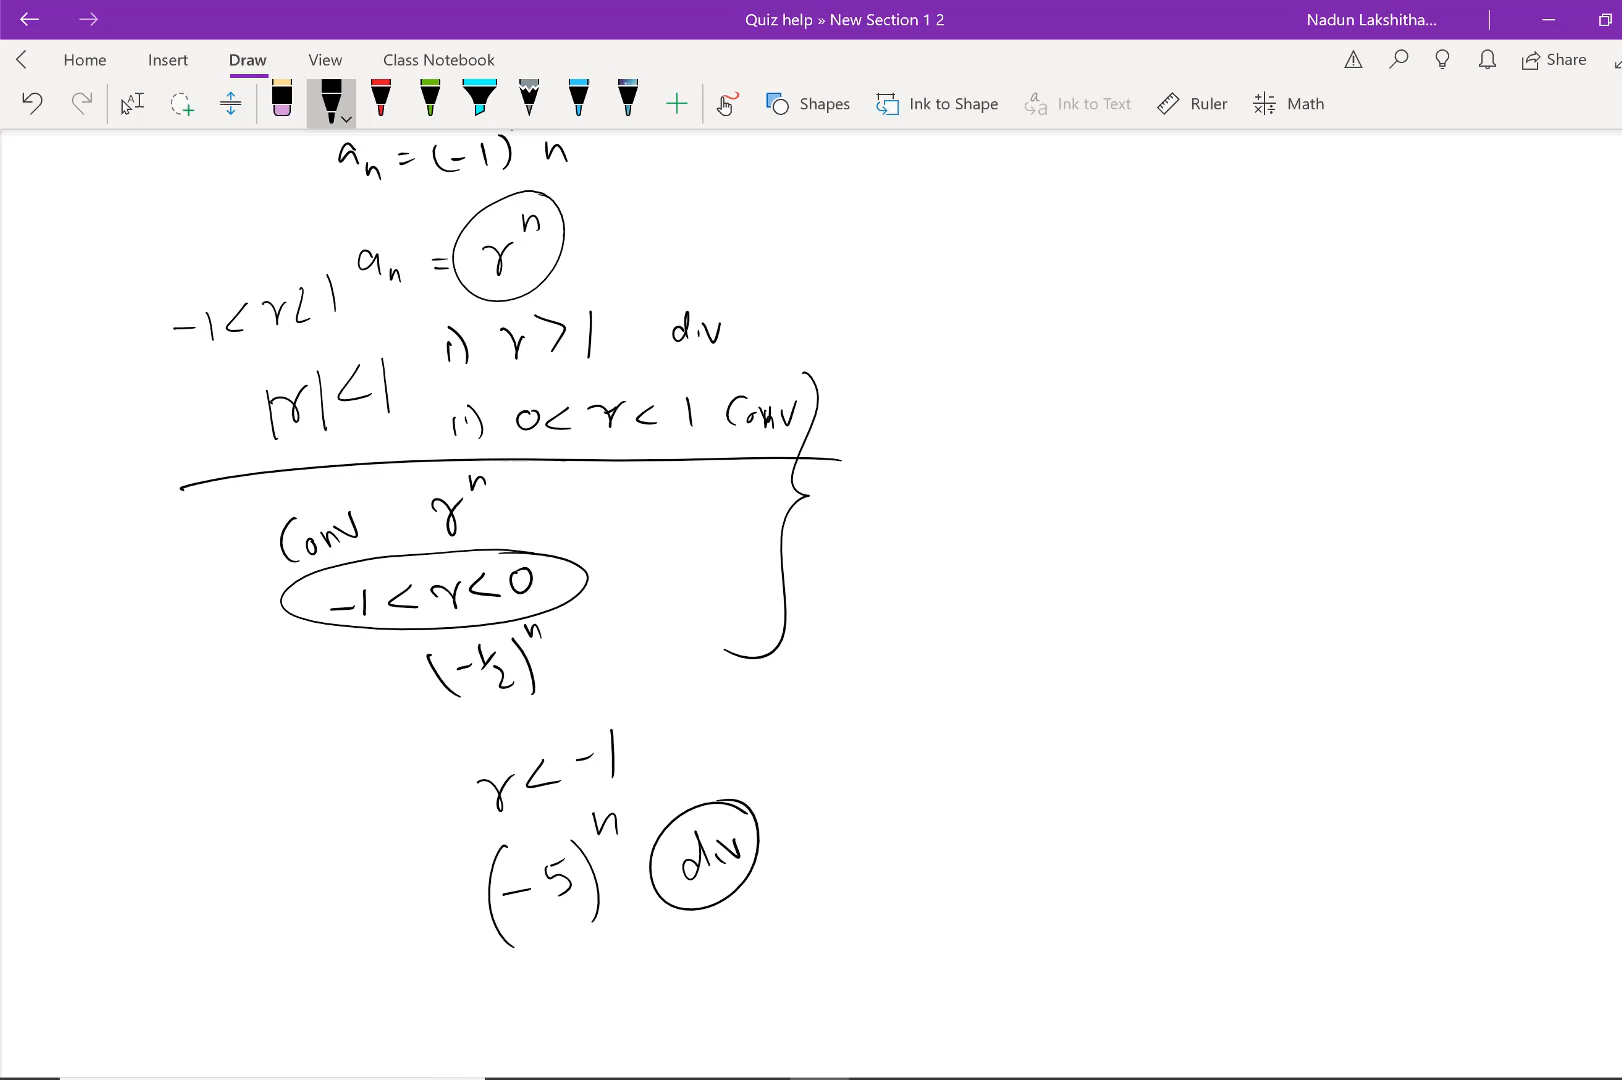 Quiz help » New Section 1 2
Nadun Lakshitha...
Home Insert Draw View Class Notebook
Share
Shapes Ink to Shape Ink to Text Ruler Math
aₙ = (-1) n
aₙ = rⁿ
-1 < r < 1
i) r > 1 div
|r| < 1
ii) 0 < r < 1 Conv
Conv rⁿ
-1 < r < 0
(-1/2)ⁿ
r < -1
(-5)ⁿ div